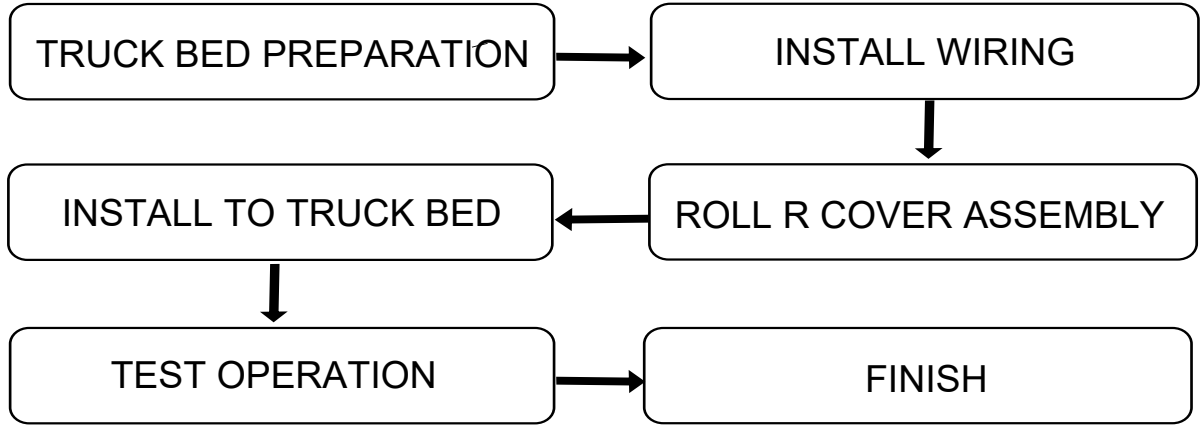 TRUCK BED PREPARATION
INSTALL WIRING
ROLL R COVER ASSEMBLY
INSTALL TO TRUCK BED
TEST OPERATION
FINISH